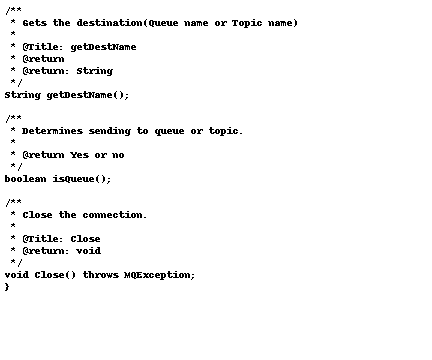 /**
 * Gets the destination(Queue name or Topic name)
 *
 * @Title: getDestName
 * @return
 * @return: String
 */
String getDestName();

/**
 * Determines sending to queue or topic.
 *
 * @return Yes or no
 */
boolean isQueue();

/**
 * Close the connection.
 *
 * @Title: Close
 * @return: void
 */
void Close() throws MQException;
}